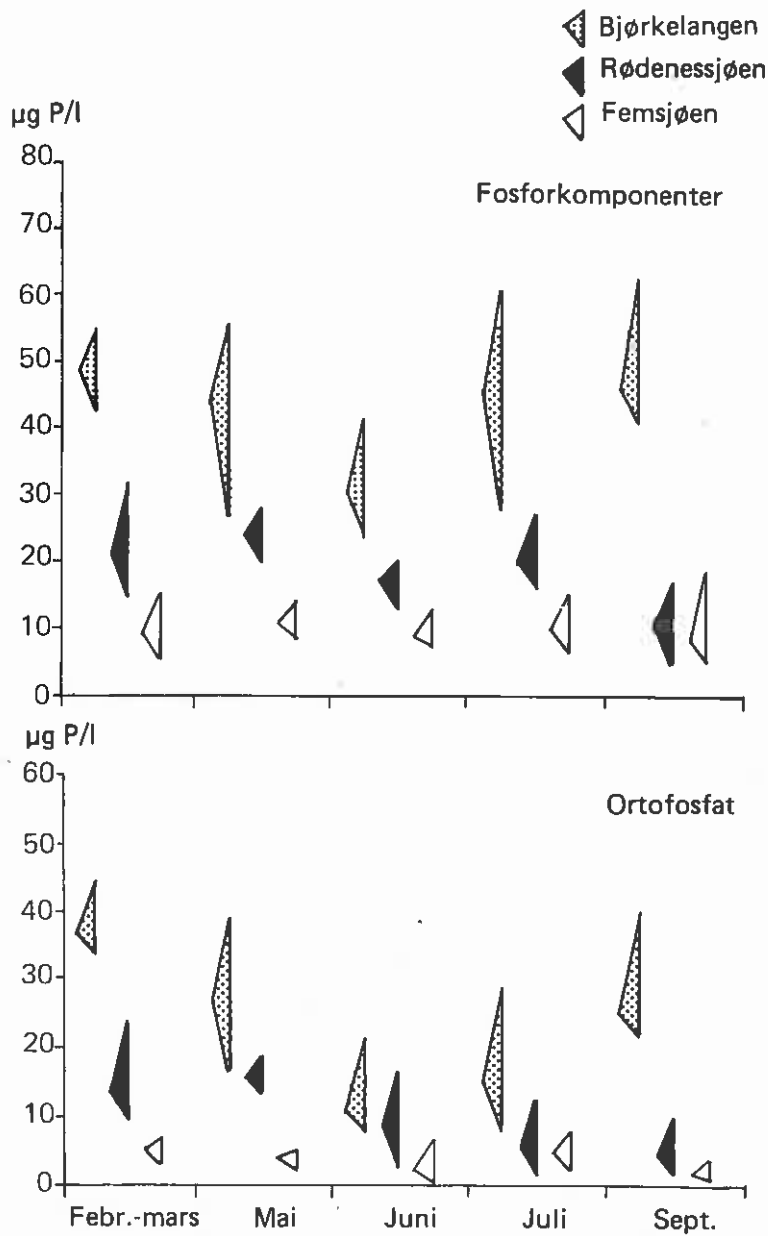 Bjørkelangen
Rødenessjøen
Femsjøen
µg P/l
80
Fosforkomponenter
70
60
50
40
30
20
10
0
µg P/l
60
Ortofosfat
50
40
30
20
10
0
Febr.-mars Mai Juni Juli Sept.